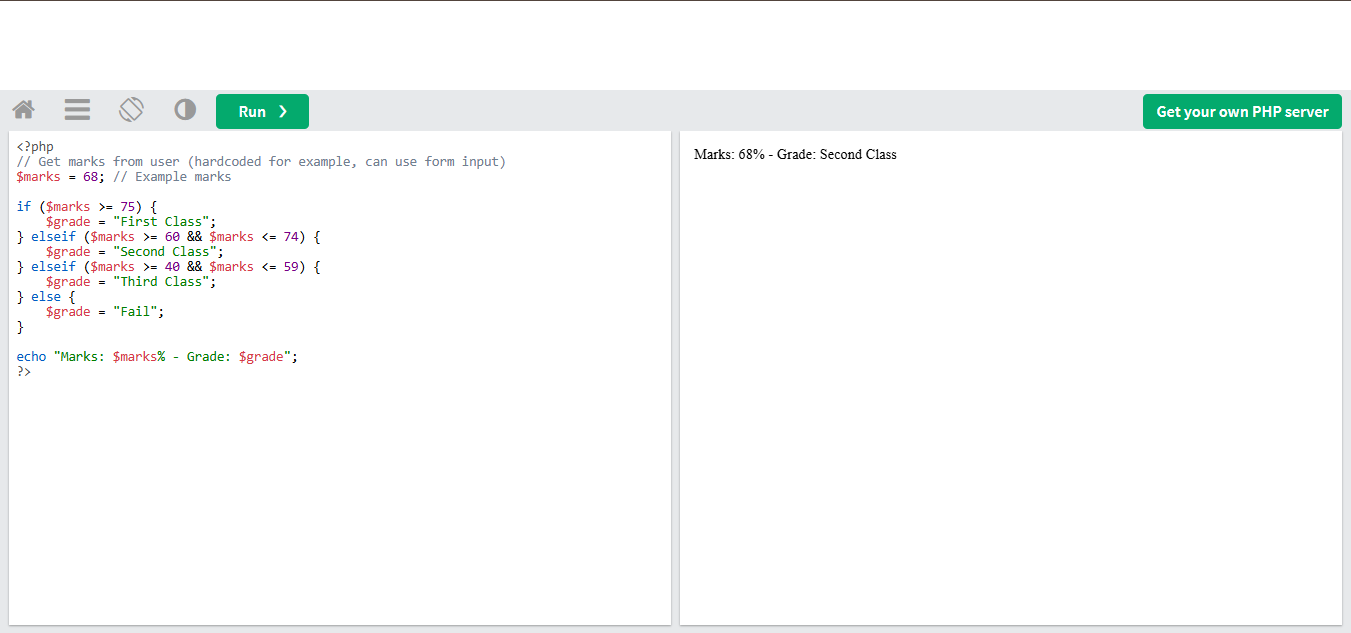 Run ❯
Get your own PHP server
<?php
// Get marks from user (hardcoded for example, can use form input)
$marks = 68; // Example marks

if ($marks >= 75) {
    $grade = "First Class";
} elseif ($marks >= 60 && $marks <= 74) {
    $grade = "Second Class";
} elseif ($marks >= 40 && $marks <= 59) {
    $grade = "Third Class";
} else {
    $grade = "Fail";
}

echo "Marks: $marks% - Grade: $grade";
?>
Marks: 68% - Grade: Second Class